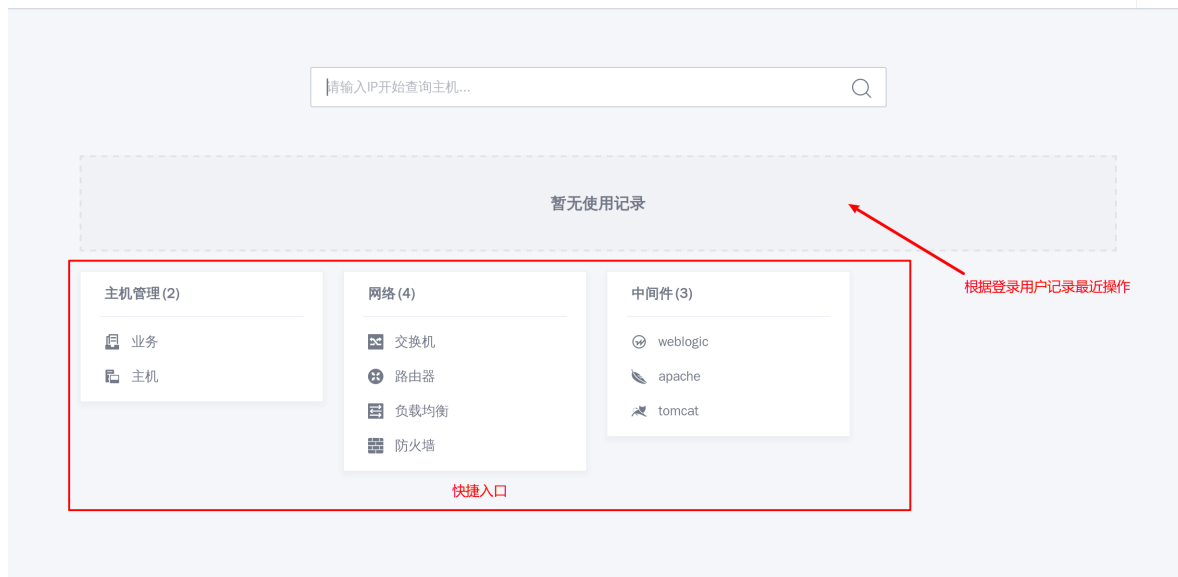 请输入IP开始查询主机...
暂无使用记录
根据登录用户记录最近操作
主机管理(2)
业务
主机
网络(4)
交换机
路由器
负载均衡
防火墙
中间件(3)
weblogic
apache
tomcat
快捷入口